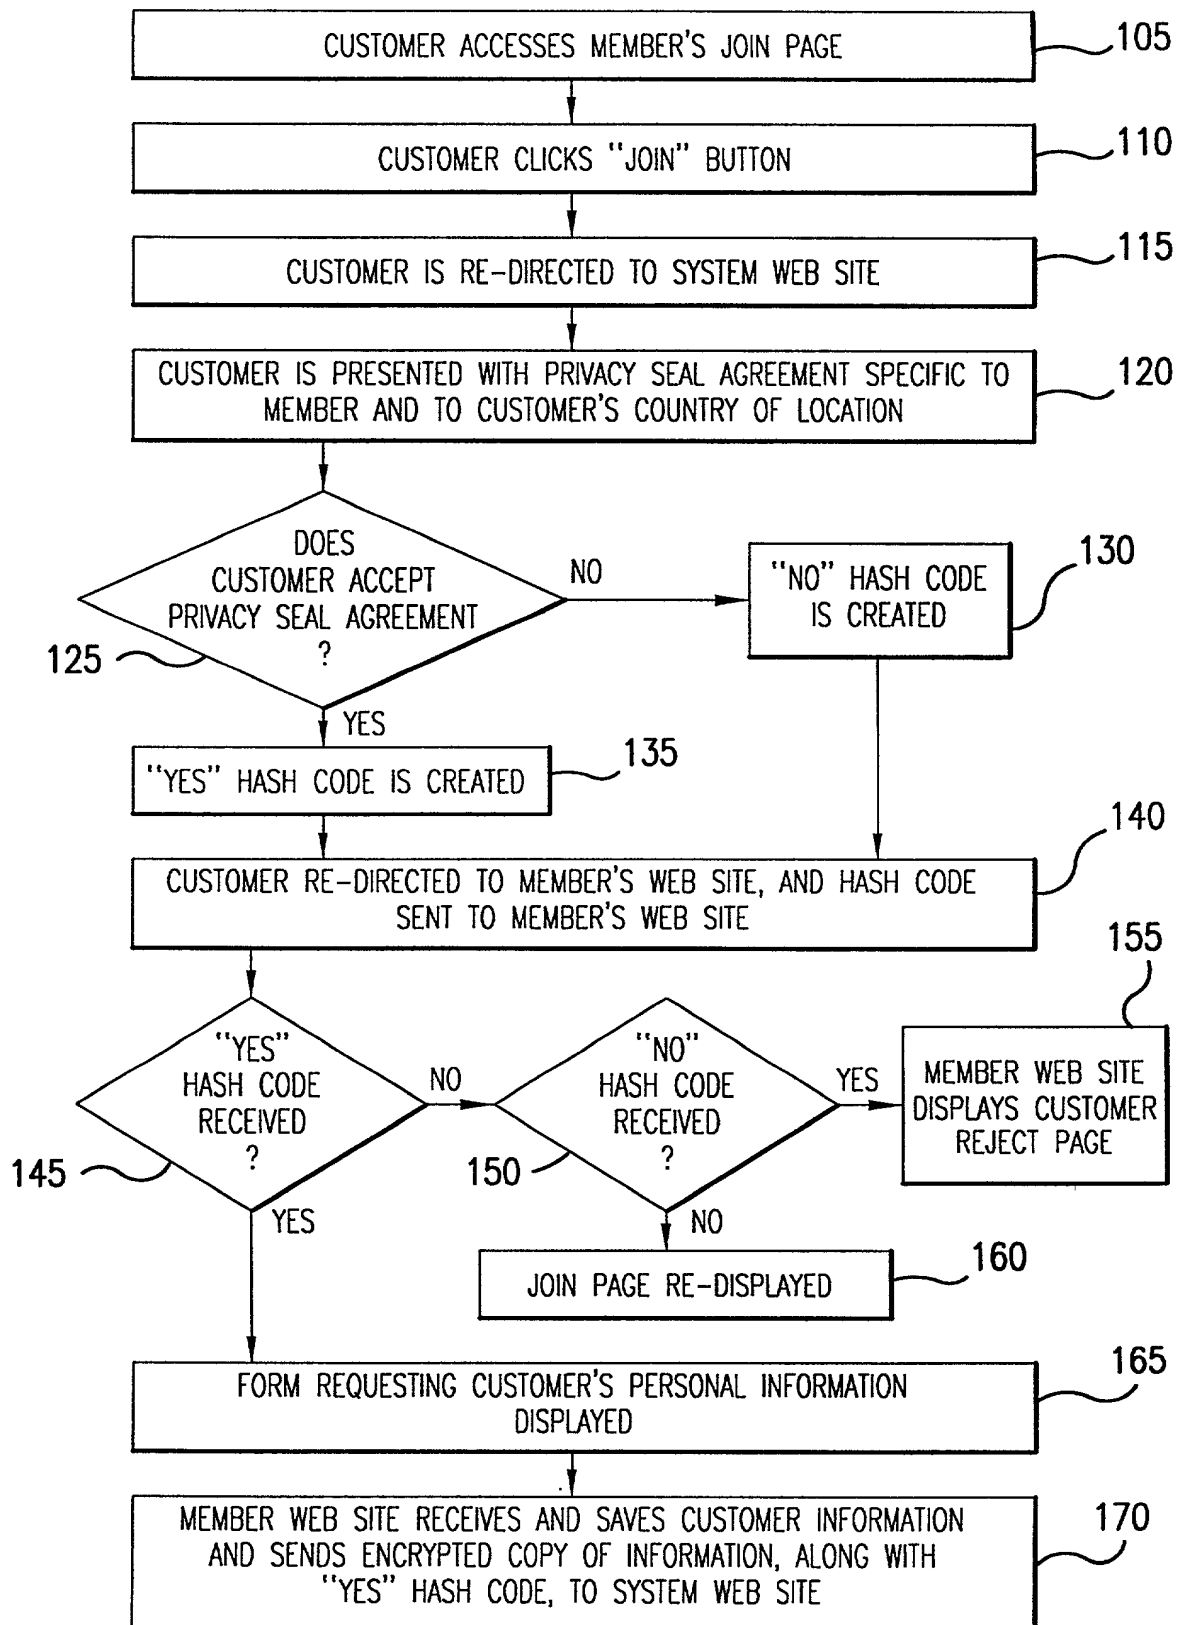 CUSTOMER ACCESSES MEMBER'S JOIN PAGE
105
CUSTOMER CLICKS "JOIN" BUTTON
110
CUSTOMER IS RE-DIRECTED TO SYSTEM WEB SITE
115
CUSTOMER IS PRESENTED WITH PRIVACY SEAL AGREEMENT SPECIFIC TO
MEMBER AND TO CUSTOMER'S COUNTRY OF LOCATION
120
DOES
CUSTOMER ACCEPT
PRIVACY SEAL AGREEMENT
?
125
NO
"NO" HASH CODE
IS CREATED
130
YES
"YES" HASH CODE IS CREATED
135
CUSTOMER RE-DIRECTED TO MEMBER'S WEB SITE, AND HASH CODE
SENT TO MEMBER'S WEB SITE
140
"YES"
HASH CODE
RECEIVED
?
145
NO
"NO"
HASH CODE
RECEIVED
?
150
YES
MEMBER WEB SITE
DISPLAYS CUSTOMER
REJECT PAGE
155
YES
NO
JOIN PAGE RE-DISPLAYED
160
FORM REQUESTING CUSTOMER'S PERSONAL INFORMATION
DISPLAYED
165
MEMBER WEB SITE RECEIVES AND SAVES CUSTOMER INFORMATION
AND SENDS ENCRYPTED COPY OF INFORMATION, ALONG WITH
"YES" HASH CODE, TO SYSTEM WEB SITE
170